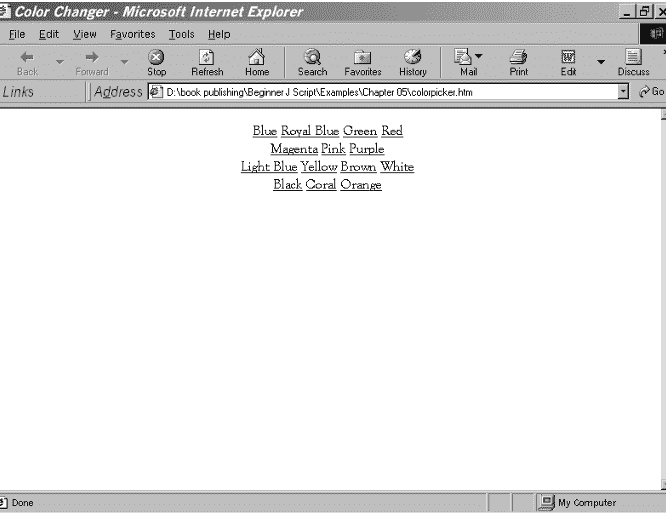 Color Changer - Microsoft Internet Explorer
File Edit View Favorites Tools Help
Back Forward Stop Refresh Home Search Favorites History Mail Print Edit Discuss
Links Address D:\book publishing\Beginner J Script\Examples\Chapter 05\colorpicker.htm Go
Blue Royal Blue Green Red
Magenta Pink Purple
Light Blue Yellow Brown White
Black Coral Orange
Done My Computer